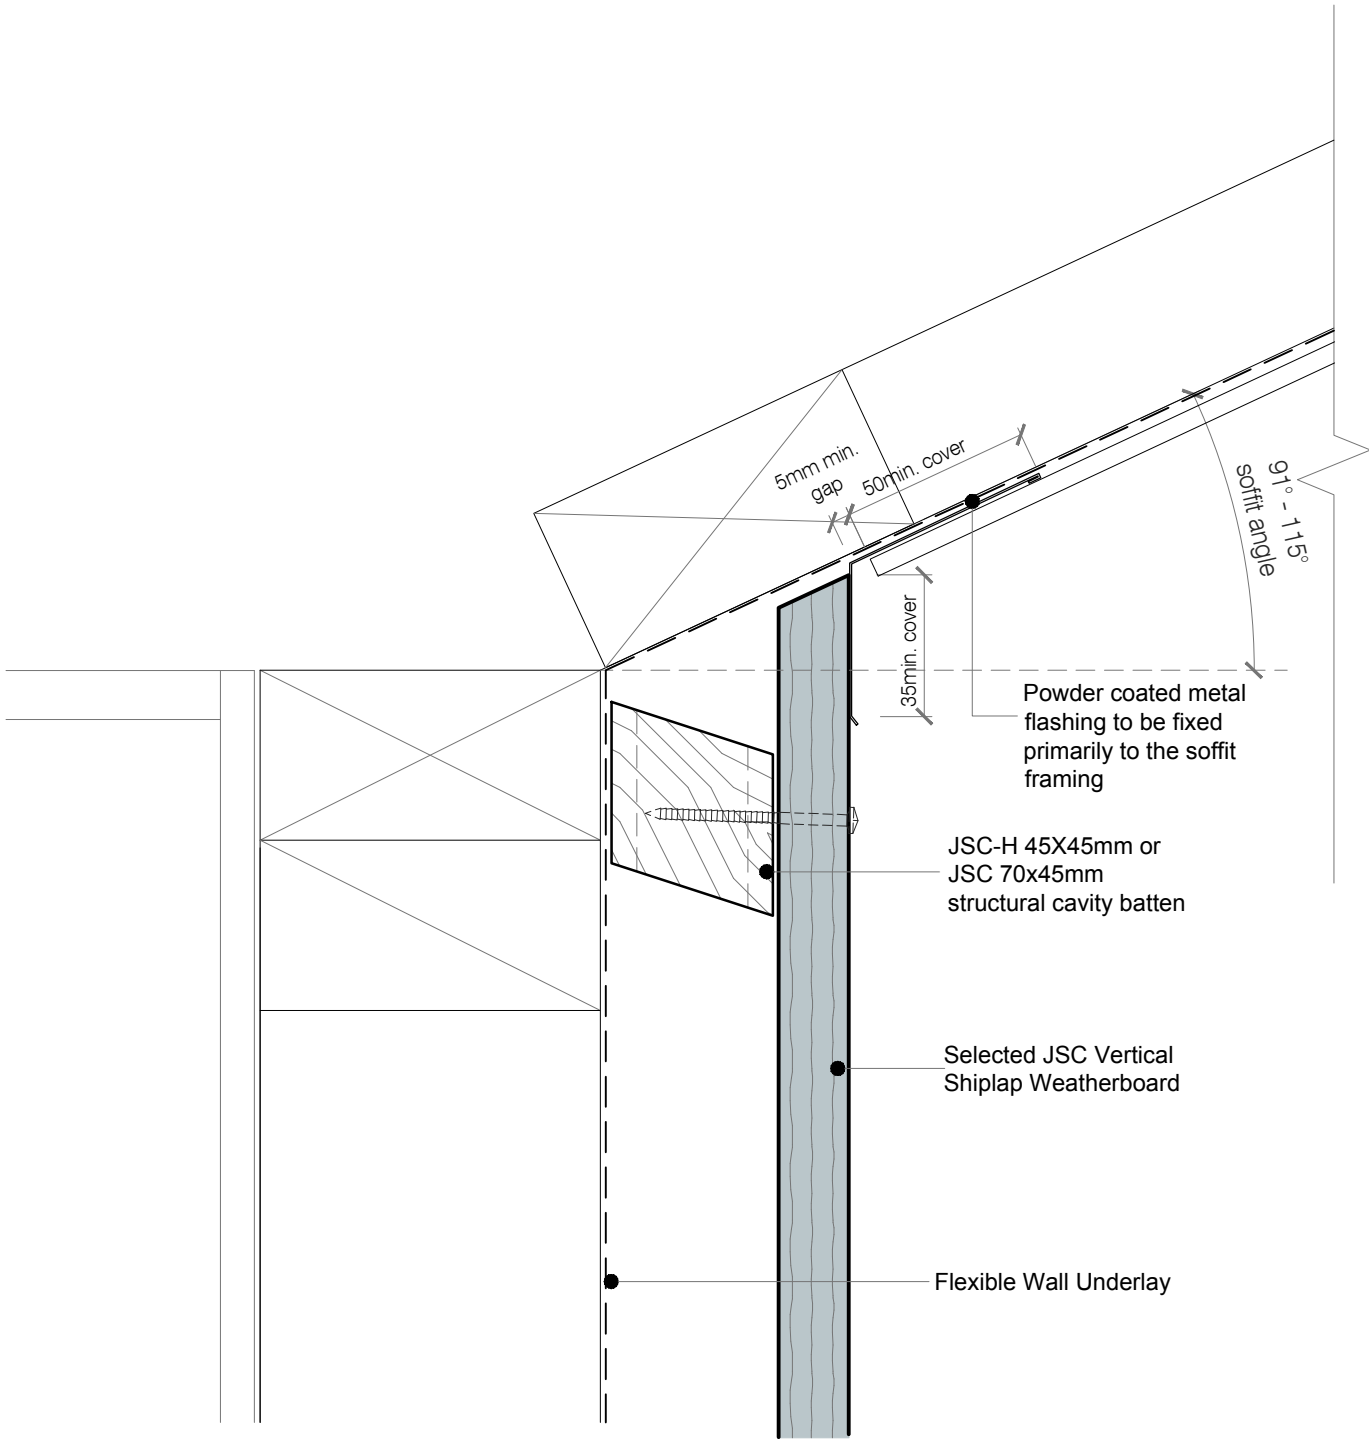 5mm min.
gap
50min. cover
91° - 115°
soffit angle
35min. cover
Powder coated metal
flashing to be fixed
primarily to the soffit
framing
JSC-H 45X45mm or
JSC 70x45mm
structural cavity batten
Selected JSC Vertical
Shiplap Weatherboard
Flexible Wall Underlay